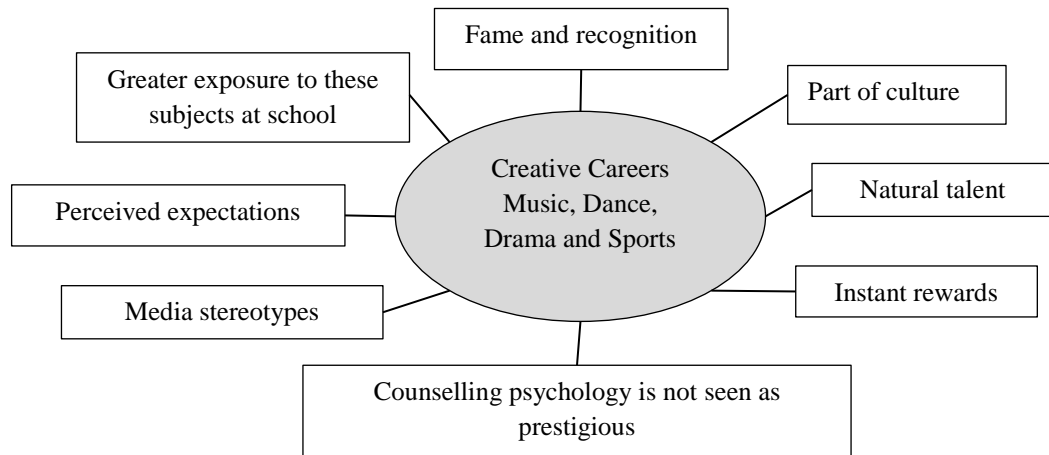 Fame and recognition
Greater exposure to these
subjects at school
Part of culture
Creative Careers
Music, Dance,
Drama and Sports
Natural talent
Perceived expectations
Instant rewards
Media stereotypes
Counselling psychology is not seen as
prestigious